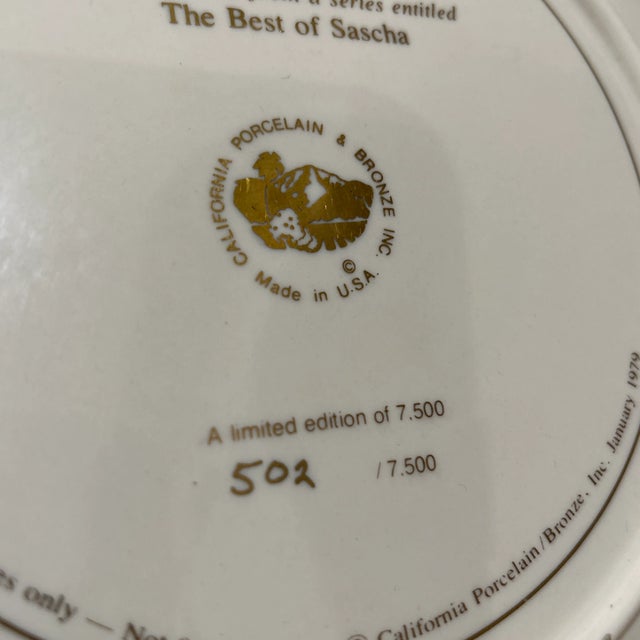 a series entitled
The Best of Sascha
CALIFORNIA PORCELAIN & BRONZE INC.
©
Made in U.S.A.
A limited edition of 7.500
502 /7.500
es only — No
© California Porcelain/Bronze, Inc. January 1979